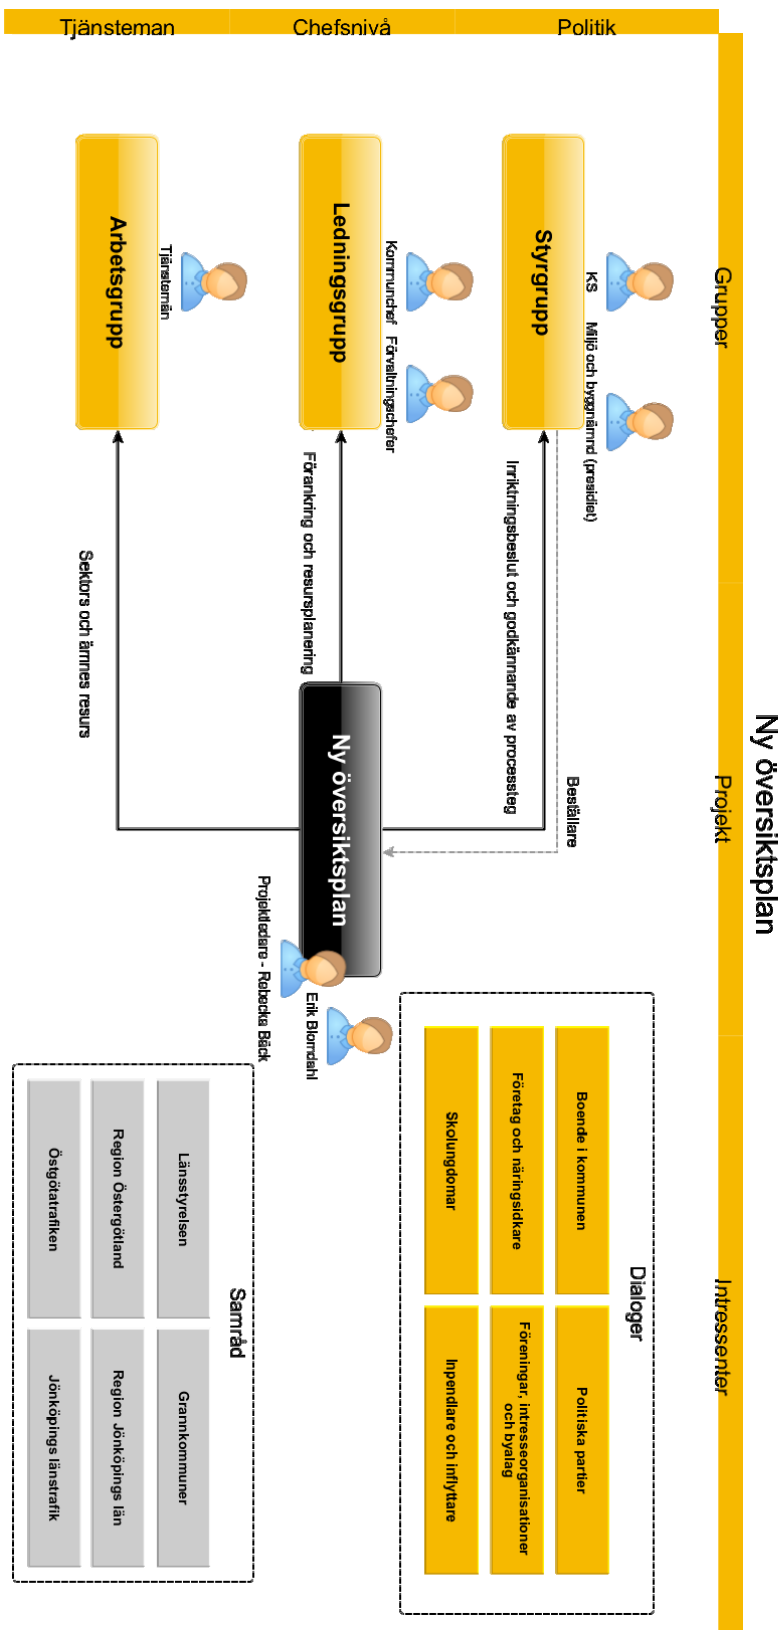 Ny översiktsplan
Grupper
Projekt
Intressenter
Politik
Chefsnivå
Tjänsteman
KS
Miljö och byggnämnd (presidiet)
Styrgrupp
Inriktningsbeslut och godkännande av processteg
Beställare
Kommunchef
Förvaltningschefer
Ledningsgrupp
Förankring och resursplanering
Ny översiktsplan
Erik Blomdahl
Projektledare - Rebecka Bäck
Tjänstemän
Arbetsgrupp
Sektors och ämnes resurs
Dialoger
Boende i kommunen
Politiska partier
Företag och näringsidkare
Föreningar, intresseorganisationer
och byalag
Skolungdomar
Inpendlare och inflyttare
Samråd
Länsstyrelsen
Grannkommuner
Region Östergötland
Region Jönköpings län
Östgötatrafiken
Jönköpings länstrafik